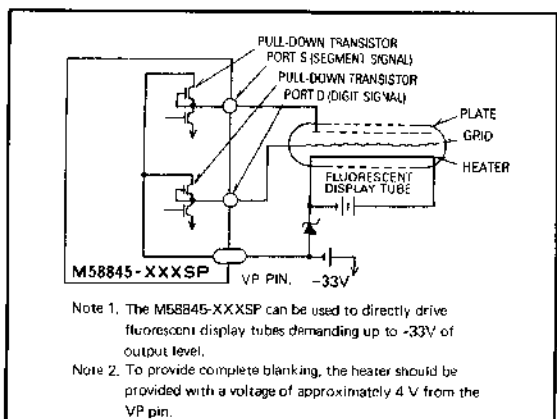 PULL-DOWN TRANSISTOR
PORT S (SEGMENT SIGNAL)
PULL-DOWN TRANSISTOR
PORT D (DIGIT SIGNAL)
PLATE
GRID
HEATER
FLUORESCENT
DISPLAY TUBE
M58845-XXXSP
VP PIN.
-33V
Note 1. The M58845-XXXSP can be used to directly drive
fluorescent display tubes demanding up to -33V of
output level.
Note 2. To provide complete blanking, the heater should be
provided with a voltage of approximately 4 V from the
VP pin.